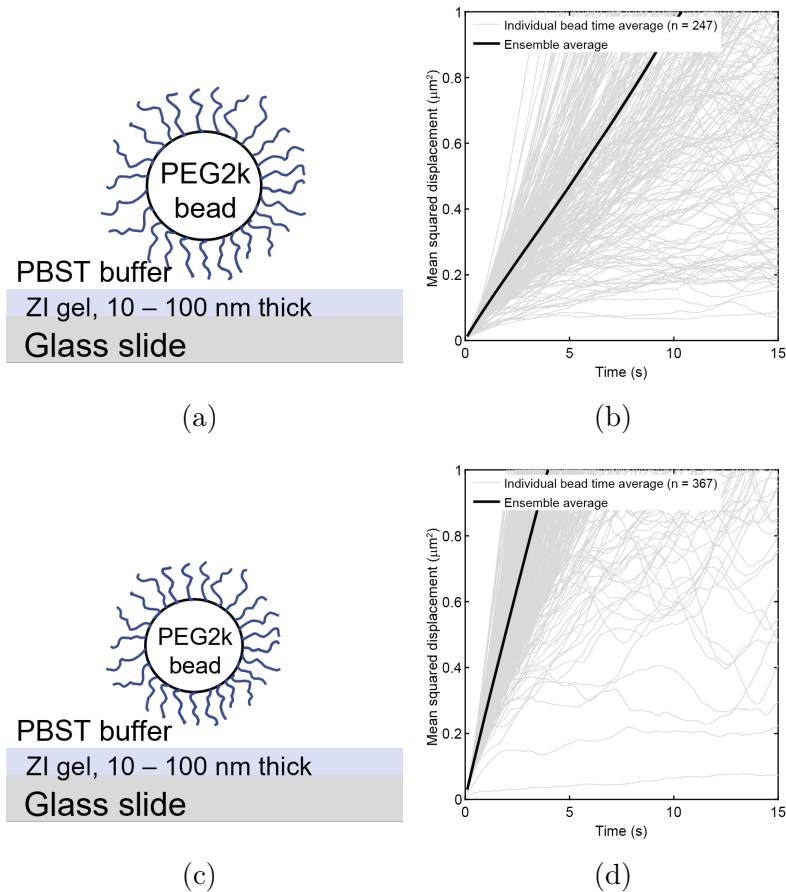 PEG2k
bead
PBST buffer
ZI gel, 10 – 100 nm thick
Glass slide
(a)
Individual bead time average (n = 247)
Ensemble average
Mean squared displacement (μm²)
1
0.8
0.6
0.4
0.2
0
0
5
10
15
Time (s)
(b)
PEG2k
bead
PBST buffer
ZI gel, 10 – 100 nm thick
Glass slide
(c)
Individual bead time average (n = 367)
Ensemble average
Mean squared displacement (μm²)
1
0.8
0.6
0.4
0.2
0
0
5
10
15
Time (s)
(d)